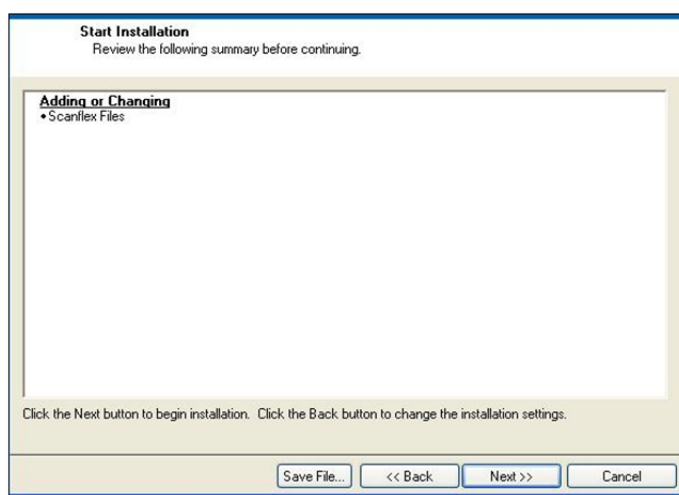 Start Installation
Review the following summary before continuing.
Adding or Changing
• Scanflex Files
Click the Next button to begin installation.  Click the Back button to change the installation settings.
Save File... << Back Next >> Cancel